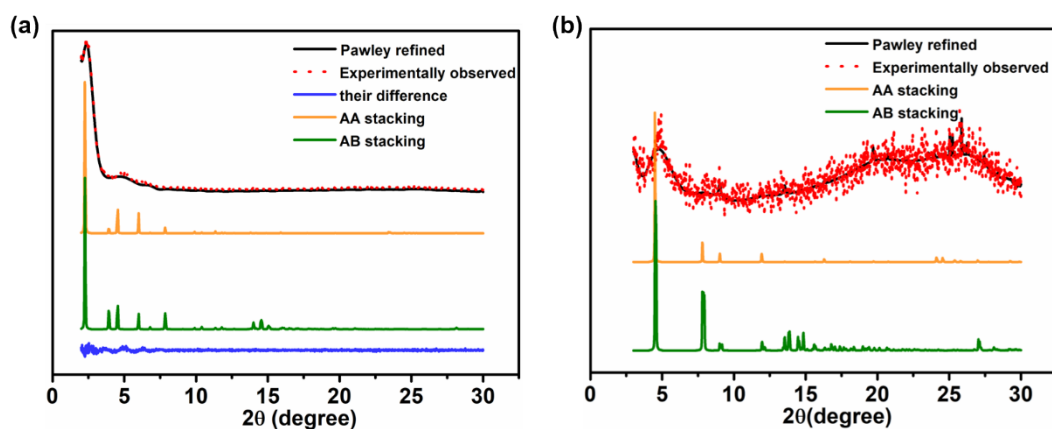 (a)
Pawley refined
Experimentally observed
their difference
AA stacking
AB stacking
0 5 10 15 20 25 30
2θ (degree)
(b)
Pawley refined
Experimentally observed
AA stacking
AB stacking
0 5 10 15 20 25 30
2θ(degree)